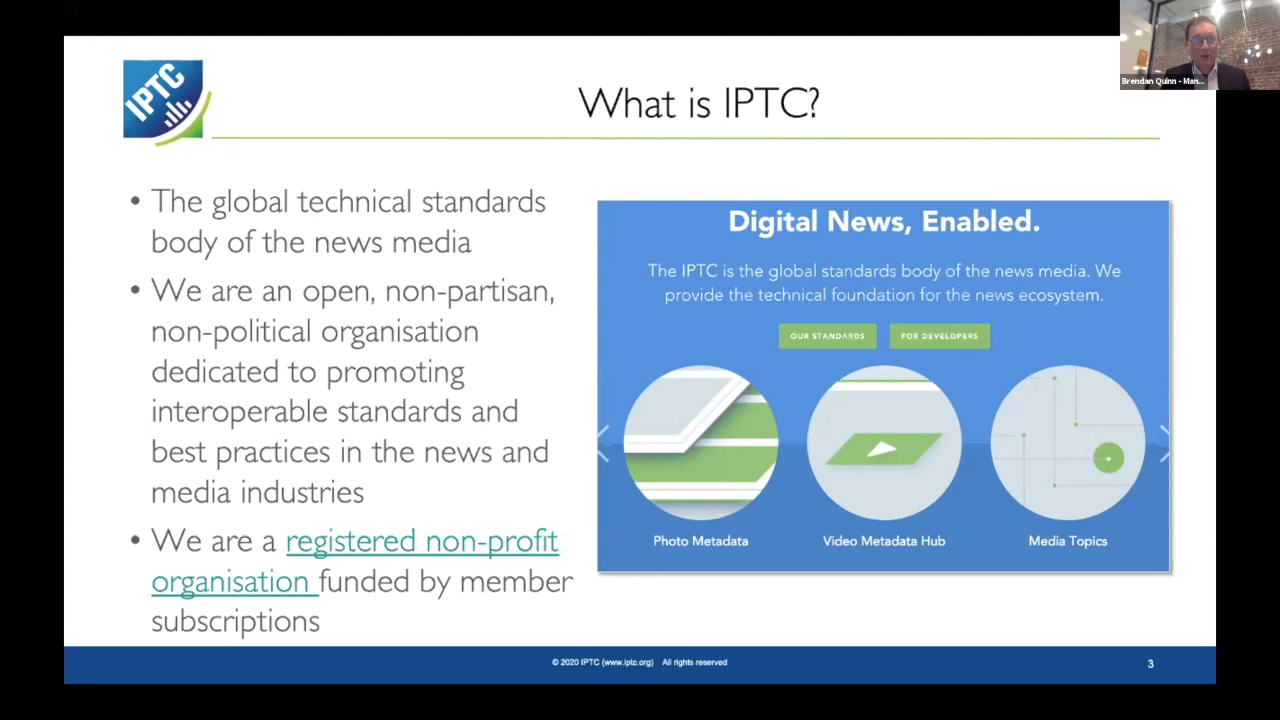 Brendan Quinn - Man...
IPTC
What is IPTC?
• The global technical standards
body of the news media
• We are an open, non-partisan,
non-political organisation
dedicated to promoting
interoperable standards and
best practices in the news and
media industries
• We are a registered non-profit
organisation funded by member
subscriptions
Digital News, Enabled.
The IPTC is the global standards body of the news media. We
provide the technical foundation for the news ecosystem.
OUR STANDARDS
FOR DEVELOPERS
Photo Metadata
Video Metadata Hub
Media Topics
© 2020 IPTC (www.iptc.org) All rights reserved
3